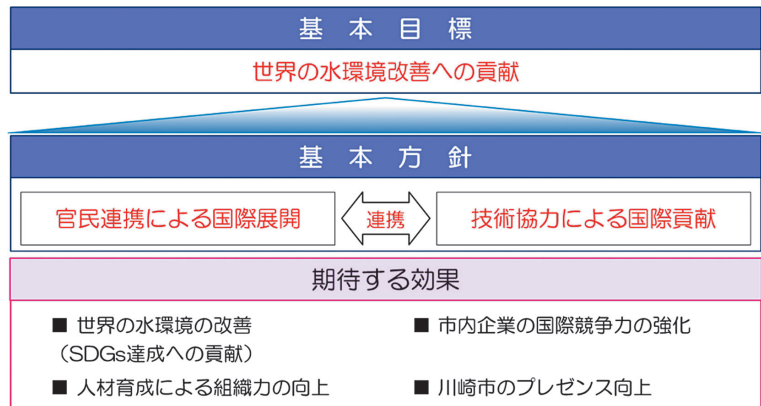 基本目標
世界の水環境改善への貢献
基本方針
官民連携による国際展開
連携
技術協力による国際貢献
期待する効果
■ 世界の水環境の改善
（SDGs達成への貢献）
■ 市内企業の国際競争力の強化
■ 人材育成による組織力の向上
■ 川崎市のプレゼンス向上